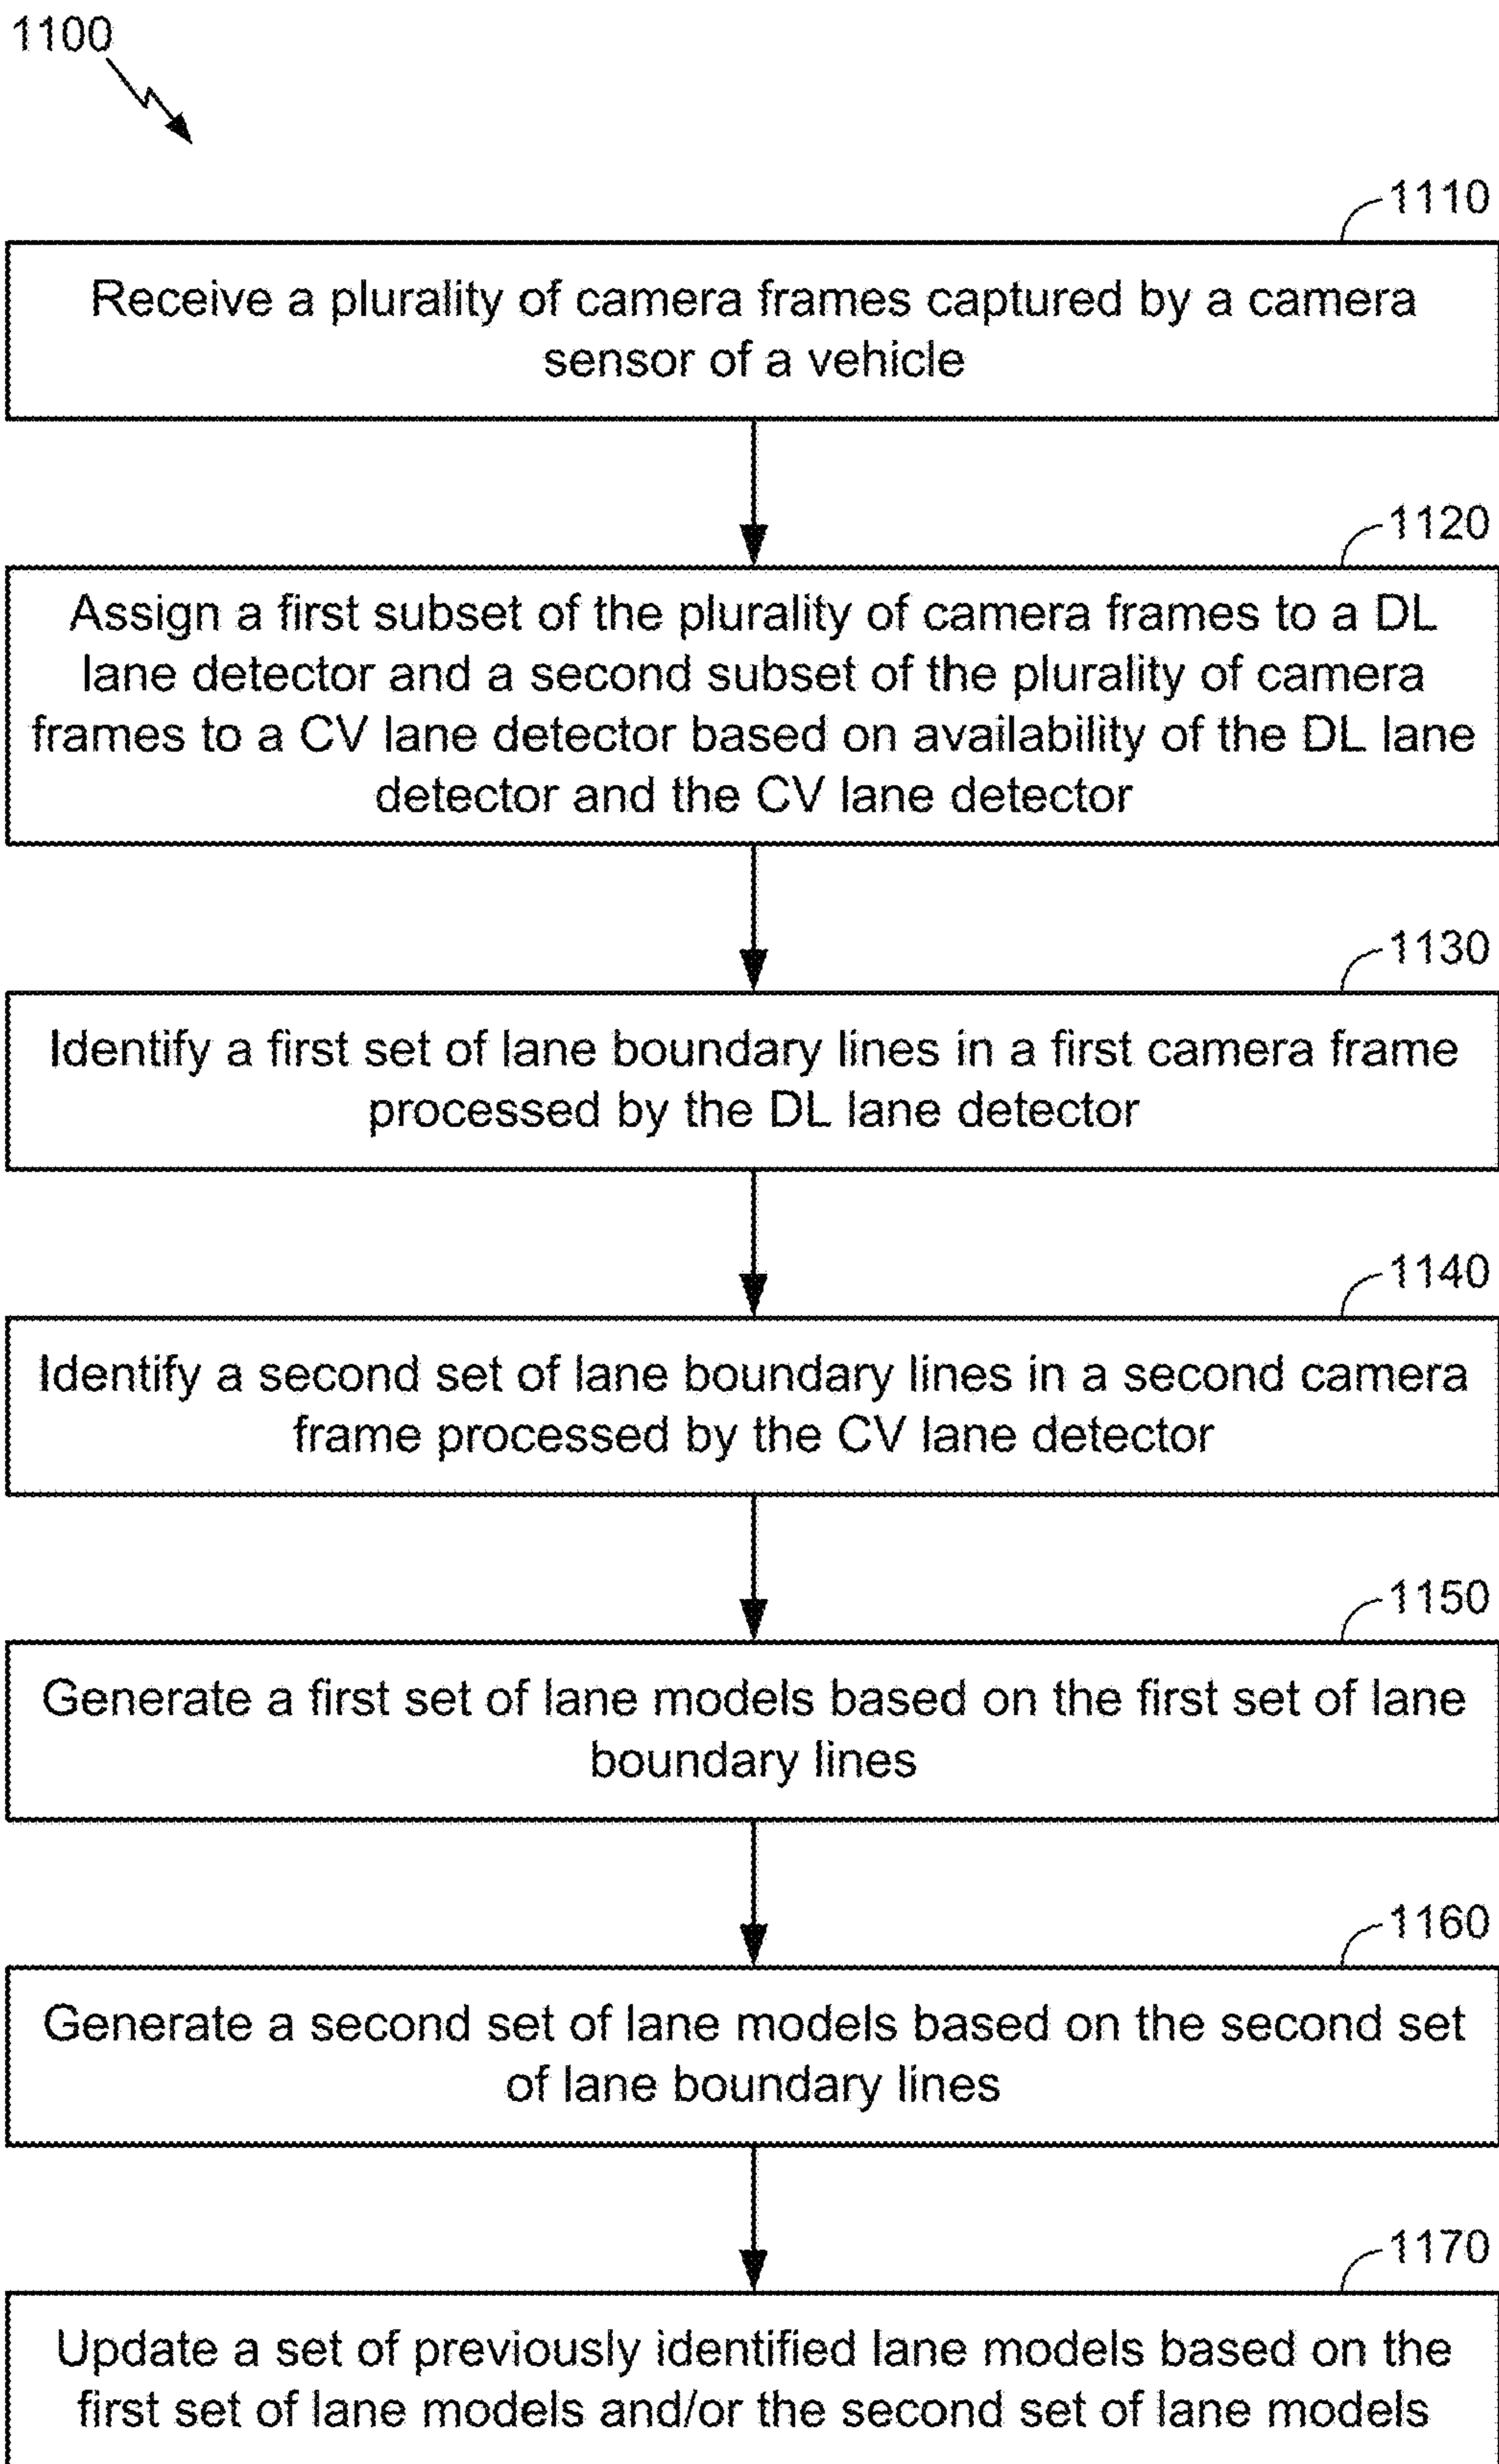 1100
1110
Receive a plurality of camera frames captured by a camera
sensor of a vehicle
1120
Assign a first subset of the plurality of camera frames to a DL
lane detector and a second subset of the plurality of camera
frames to a CV lane detector based on availability of the DL lane
detector and the CV lane detector
1130
Identify a first set of lane boundary lines in a first camera frame
processed by the DL lane detector
1140
Identify a second set of lane boundary lines in a second camera
frame processed by the CV lane detector
1150
Generate a first set of lane models based on the first set of lane
boundary lines
1160
Generate a second set of lane models based on the second set
of lane boundary lines
1170
Update a set of previously identified lane models based on the
first set of lane models and/or the second set of lane models